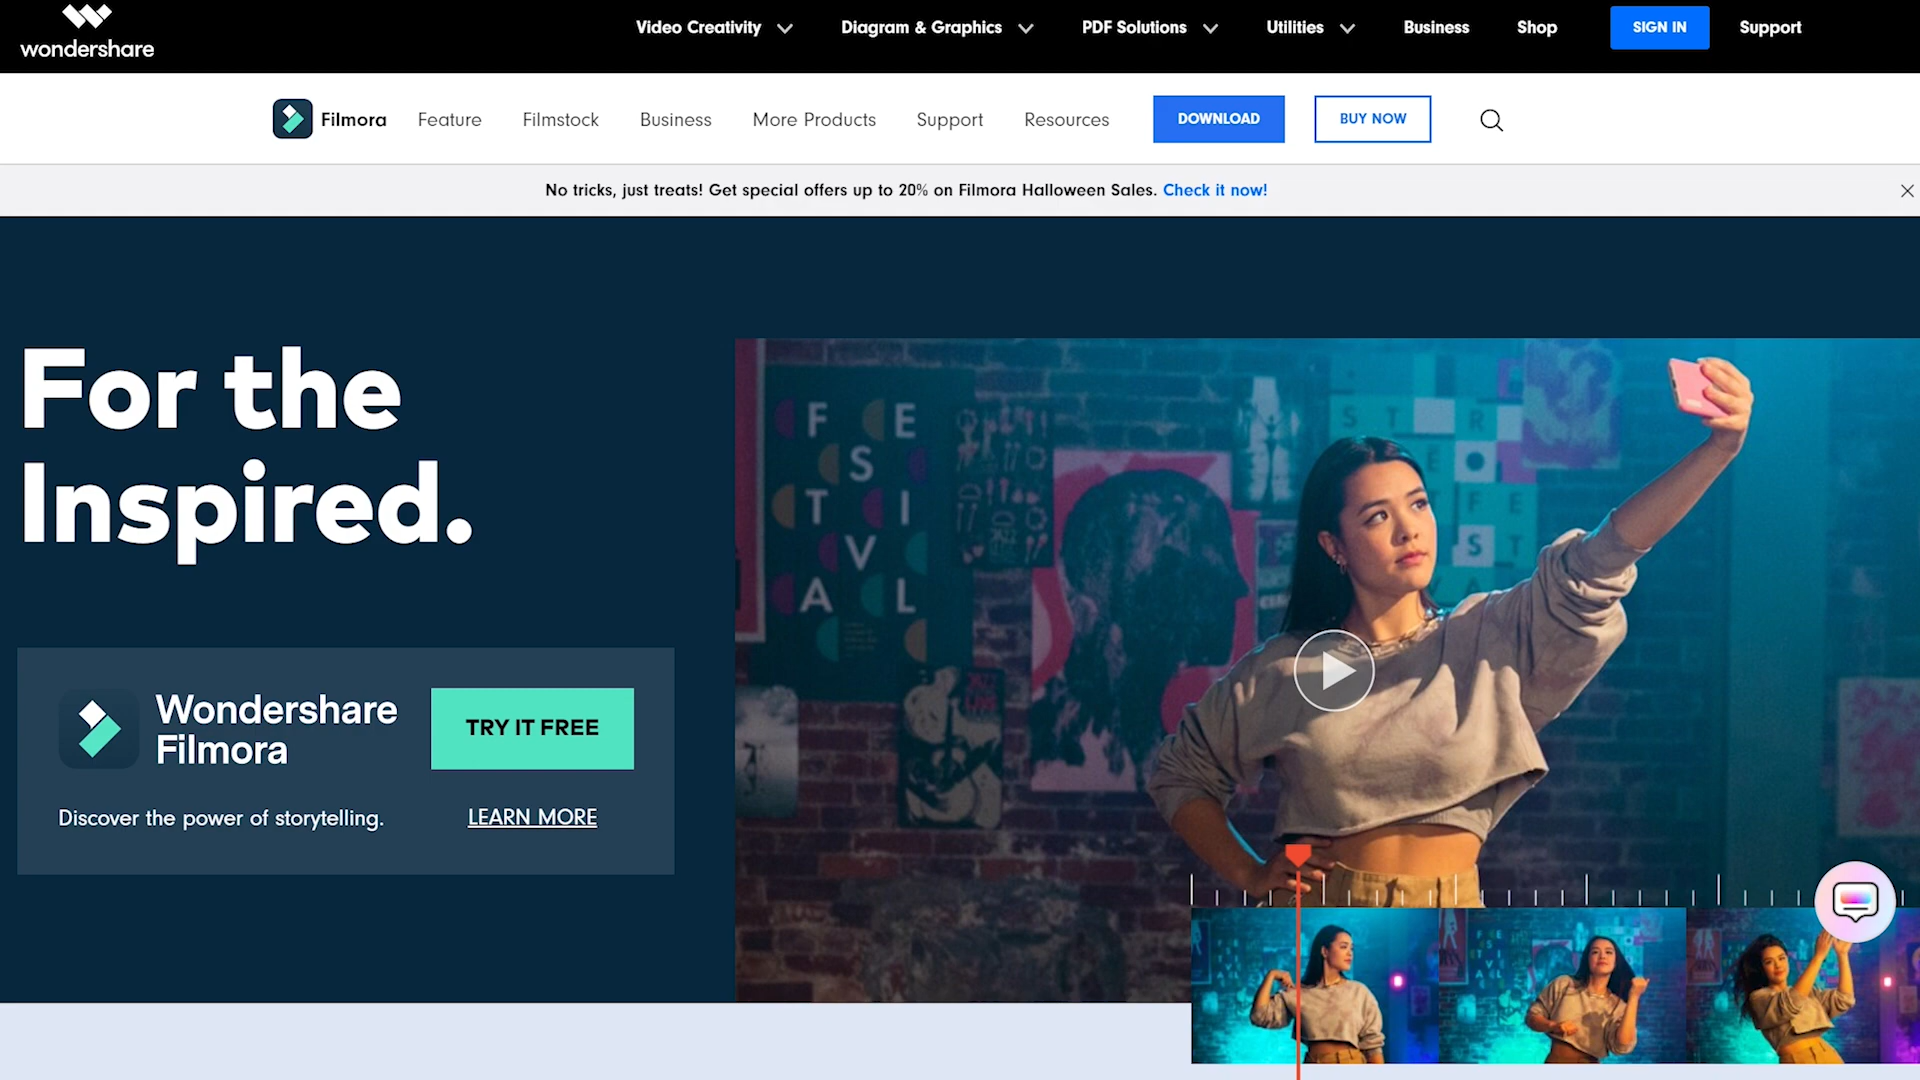 wondershare
Video Creativity Diagram & Graphics PDF Solutions Utilities Business Shop SIGN IN Support
Filmora Feature Filmstock Business More Products Support Resources DOWNLOAD BUY NOW
No tricks, just treats! Get special offers up to 20% on Filmora Halloween Sales. Check it now!
For the
Inspired.
Wondershare
Filmora
TRY IT FREE
Discover the power of storytelling.
LEARN MORE
F E
S
T I
V
A L